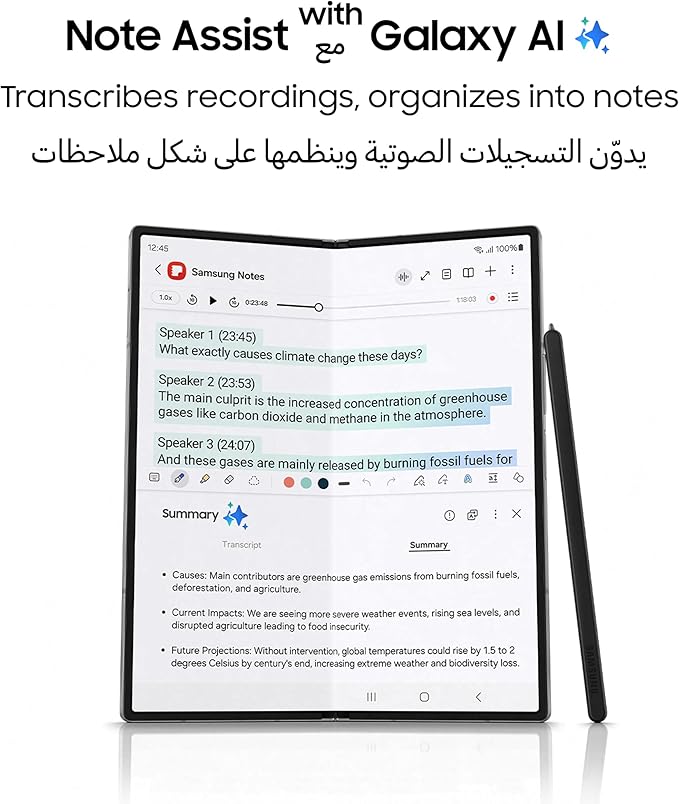 Note Assist with مع Galaxy AI
Transcribes recordings, organizes into notes
يدوّن التسجيلات الصوتية وينظمها على شكل ملاحظات
12:45
100%
Samsung Notes
1.0x
10
10
0:23:48
1:18:03
Speaker 1 (23:45)
What exactly causes climate change these days?
Speaker 2 (23:53)
The main culprit is the increased concentration of greenhouse
gases like carbon dioxide and methane in the atmosphere.
Speaker 3 (24:07)
And these gases are mainly released by burning fossil fuels for
Summary
Transcript
Summary
• Causes: Main contributors are greenhouse gas emissions from burning fossil fuels,
deforestation, and agriculture.
• Current Impacts: We are seeing more severe weather events, rising sea levels, and
disrupted agriculture leading to food insecurity.
• Future Projections: Without intervention, global temperatures could rise by 1.5 to 2
degrees Celsius by century's end, increasing extreme weather and biodiversity loss.
SAMSUNG